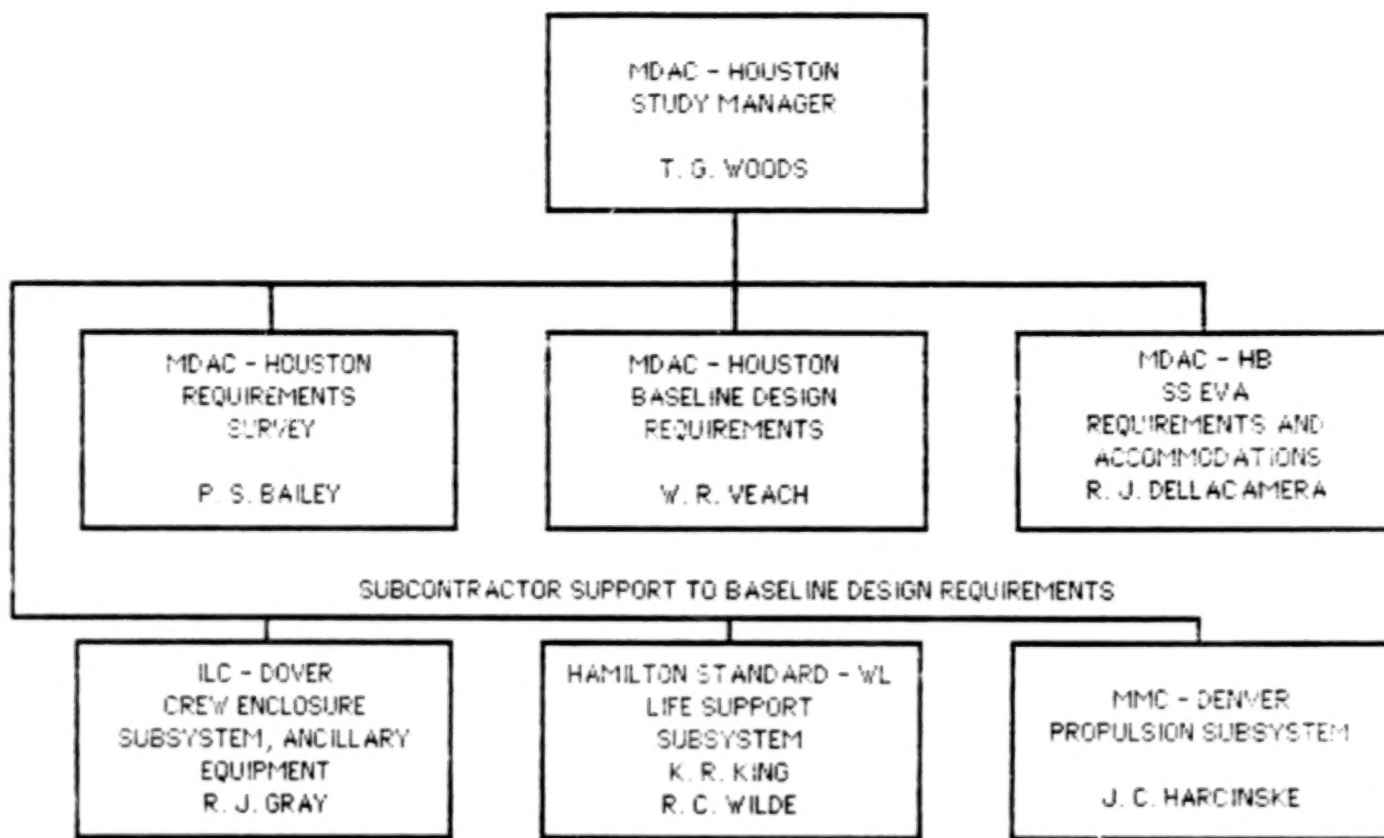 MDAC - HOUSTON
STUDY MANAGER
T. G. WOODS
MDAC - HOUSTON
REQUIREMENTS
SURVEY
P. S. BAILEY
MDAC - HOUSTON
BASELINE DESIGN
REQUIREMENTS
W. R. VEACH
MDAC - HB
SS EVA
REQUIREMENTS AND
ACCOMMODATIONS
R. J. DELLACAMERA
SUBCONTRACTOR SUPPORT TO BASELINE DESIGN REQUIREMENTS
ILC - DOVER
CREW ENCLOSURE
SUBSYSTEM, ANCILLARY
EQUIPMENT
R. J. GRAY
HAMILTON STANDARD - WL
LIFE SUPPORT
SUBSYSTEM
K. R. KING
R. C. WILDE
MMC - DENVER
PROPULSION SUBSYSTEM
J. C. HARCINSKE